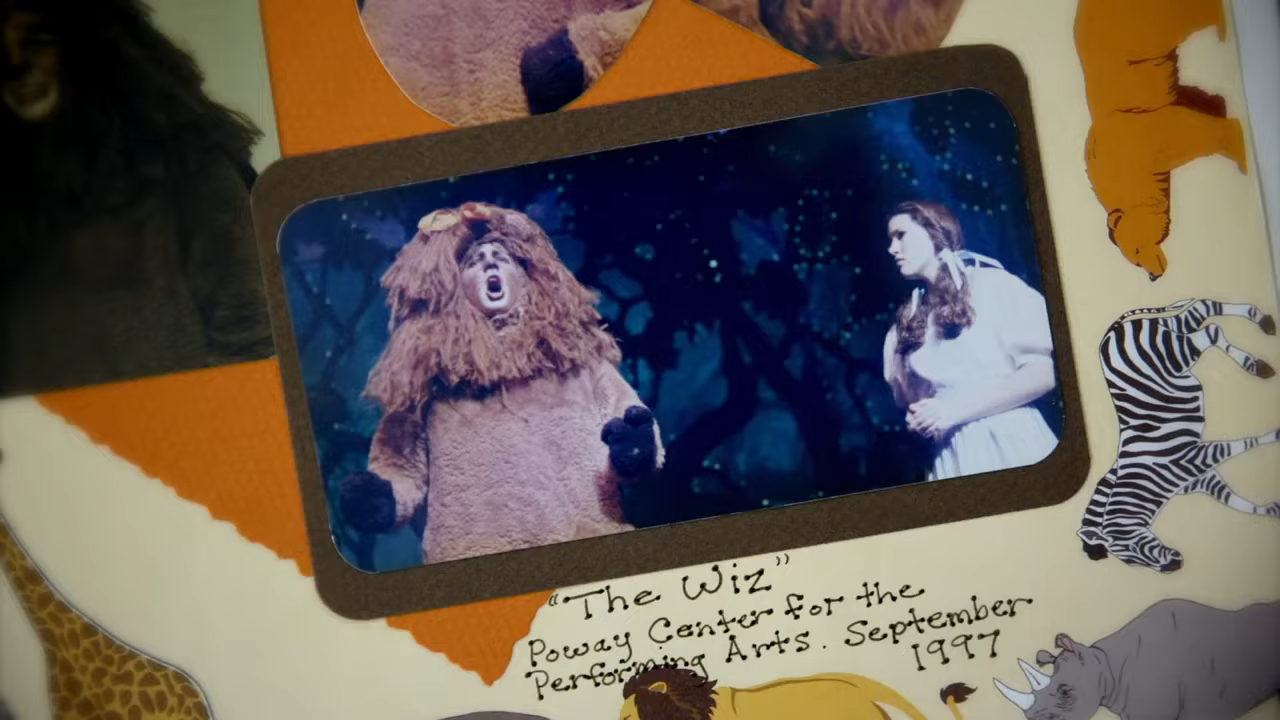 "The Wiz"
Poway Center for the
Performing Arts. September
1997